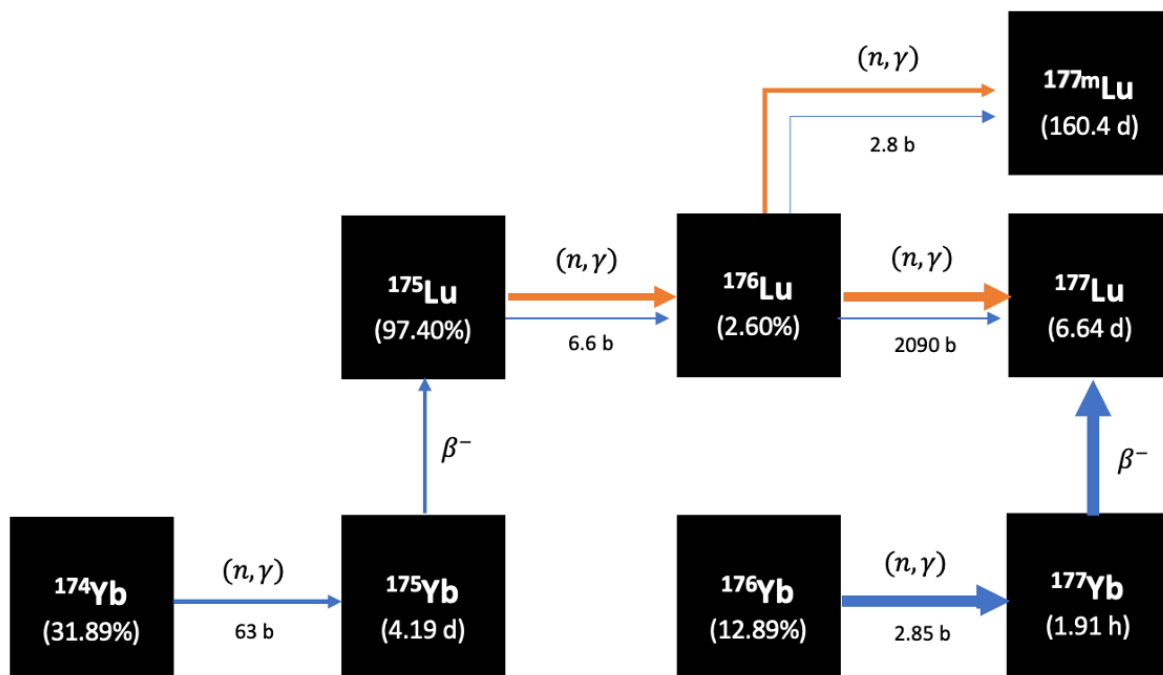 (n, γ)
¹⁷⁷ᵐLu
(160.4 d)
2.8 b
¹⁷⁵Lu
(97.40%)
(n, γ)
6.6 b
¹⁷⁶Lu
(2.60%)
(n, γ)
2090 b
¹⁷⁷Lu
(6.64 d)
β⁻
β⁻
¹⁷⁴Yb
(31.89%)
(n, γ)
63 b
¹⁷⁵Yb
(4.19 d)
¹⁷⁶Yb
(12.89%)
(n, γ)
2.85 b
¹⁷⁷Yb
(1.91 h)